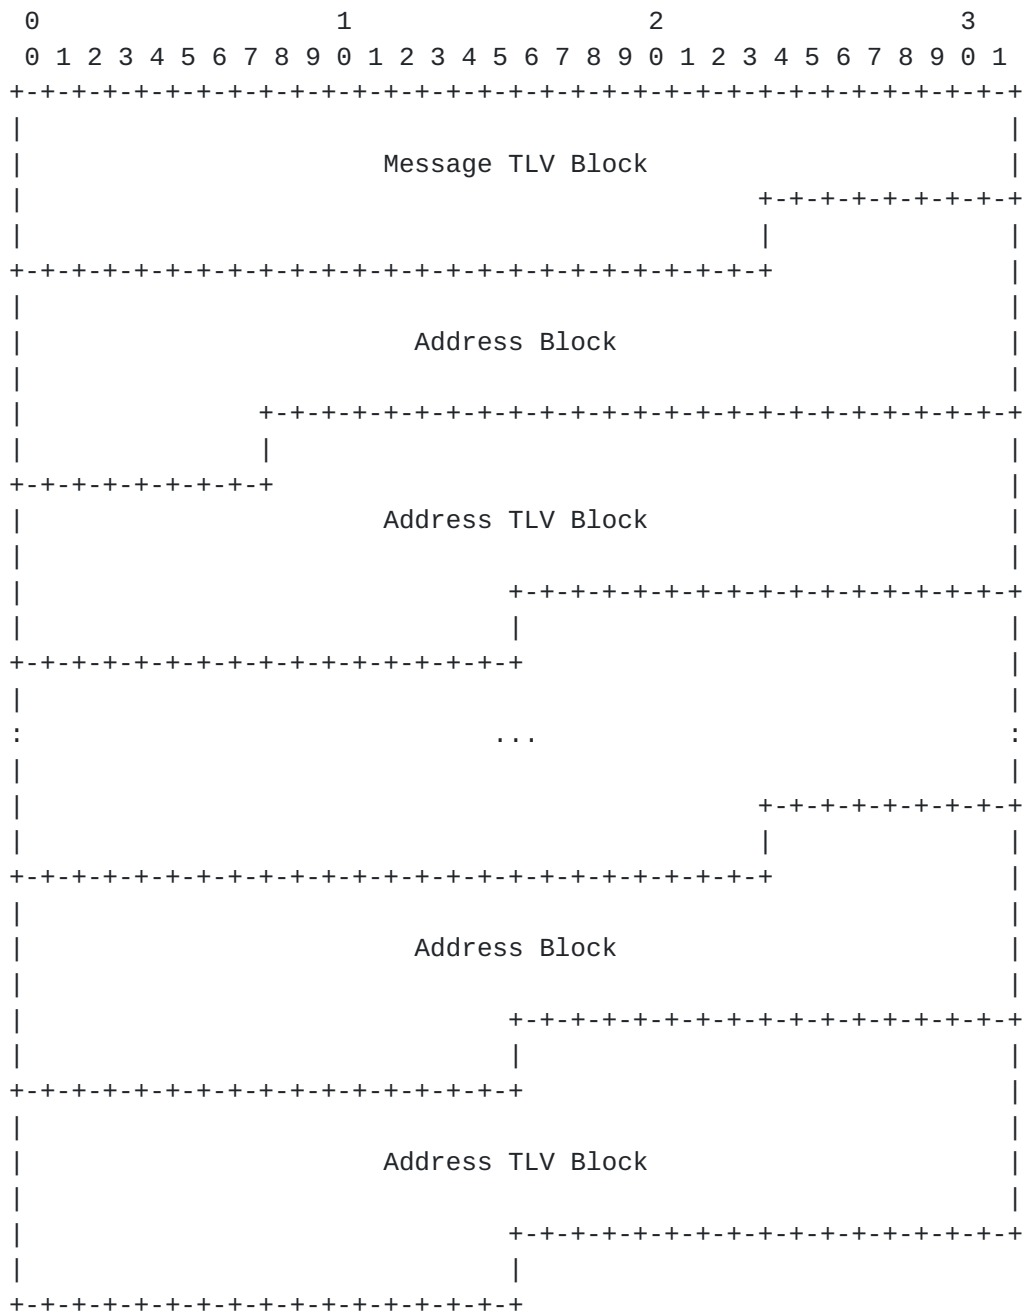 0                   1                   2                   3
 0 1 2 3 4 5 6 7 8 9 0 1 2 3 4 5 6 7 8 9 0 1 2 3 4 5 6 7 8 9 0 1
+-+-+-+-+-+-+-+-+-+-+-+-+-+-+-+-+-+-+-+-+-+-+-+-+-+-+-+-+-+-+-+-+
|                                                               |
|                       Message TLV Block                       |
|                                               +-+-+-+-+-+-+-+-+
|                                               |               |
+-+-+-+-+-+-+-+-+-+-+-+-+-+-+-+-+-+-+-+-+-+-+-+-+               |
|                                                               |
|                         Address Block                         |
|                                                               |
|               +-+-+-+-+-+-+-+-+-+-+-+-+-+-+-+-+-+-+-+-+-+-+-+-+
|               |                                               |
+-+-+-+-+-+-+-+-+                                               |
|                       Address TLV Block                       |
|                                                               |
|                               +-+-+-+-+-+-+-+-+-+-+-+-+-+-+-+-+
|                               |                               |
+-+-+-+-+-+-+-+-+-+-+-+-+-+-+-+-+                               |
|                                                               |
:                              ...                              :
|                                                               |
|                                               +-+-+-+-+-+-+-+-+
|                                               |               |
+-+-+-+-+-+-+-+-+-+-+-+-+-+-+-+-+-+-+-+-+-+-+-+-+               |
|                                                               |
|                         Address Block                         |
|                                                               |
|                               +-+-+-+-+-+-+-+-+-+-+-+-+-+-+-+-+
|                               |                               |
+-+-+-+-+-+-+-+-+-+-+-+-+-+-+-+-+                               |
|                                                               |
|                       Address TLV Block                       |
|                                                               |
|                               +-+-+-+-+-+-+-+-+-+-+-+-+-+-+-+-+
|                               |
+-+-+-+-+-+-+-+-+-+-+-+-+-+-+-+-+